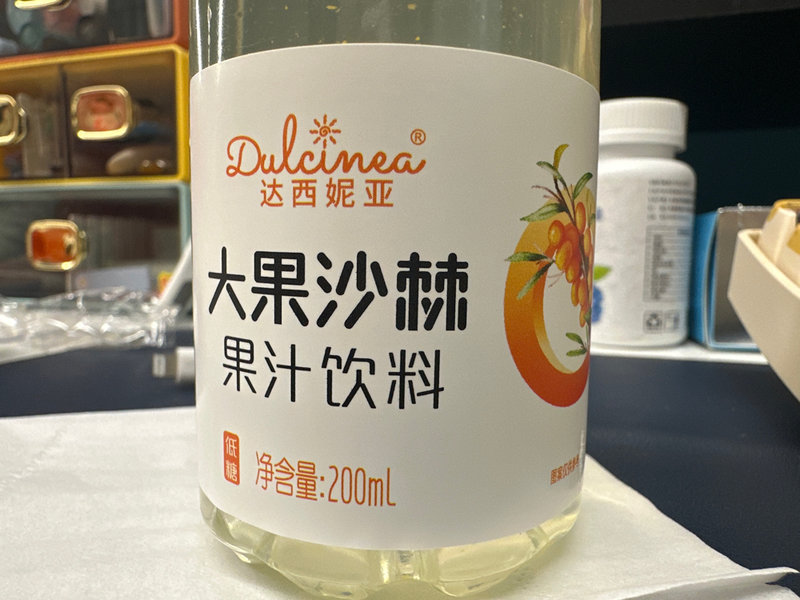 Dulcinea®
达西妮亚
大果沙棘
果汁饮料
低糖
净含量:200mL